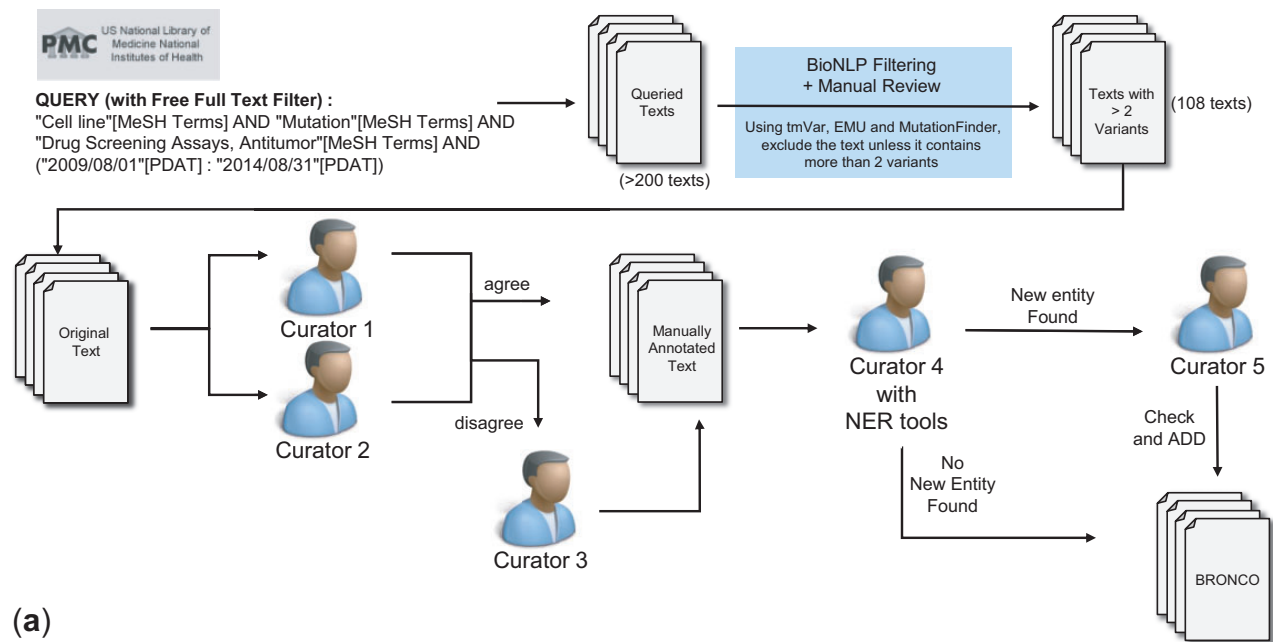 PMC
US National Library of
Medicine National
Institutes of Health
QUERY (with Free Full Text Filter) :
"Cell line"[MeSH Terms] AND "Mutation"[MeSH Terms] AND
"Drug Screening Assays, Antitumor"[MeSH Terms] AND
("2009/08/01"[PDAT] : "2014/08/31"[PDAT])
Queried
Texts
(>200 texts)
BioNLP Filtering
+ Manual Review
Using tmVar, EMU and MutationFinder,
exclude the text unless it contains
more than 2 variants
Texts with
> 2
Variants
(108 texts)
Original
Text
Curator 1
Curator 2
agree
disagree
Curator 3
Manually
Annotated
Text
Curator 4
with
NER tools
New entity
Found
Curator 5
Check
and ADD
No
New Entity
Found
BRONCO
(a)